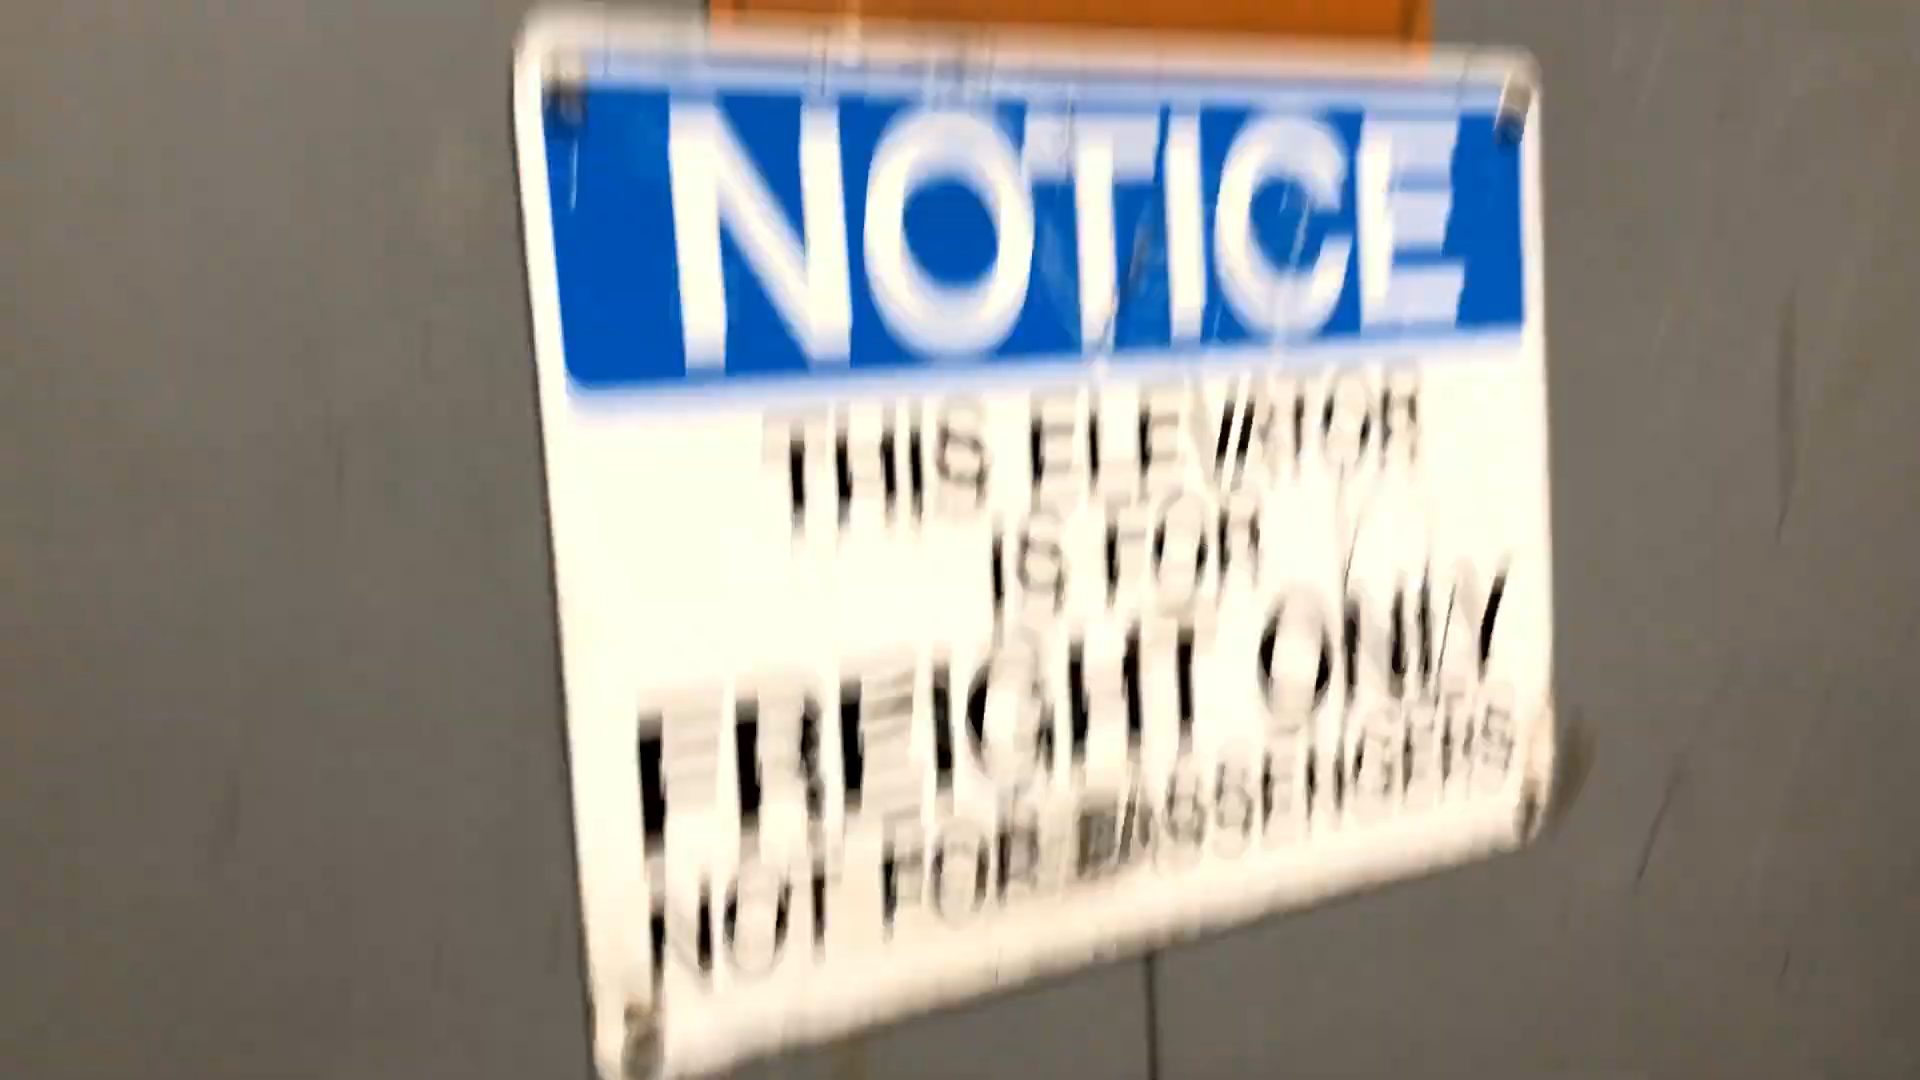 NOTICE
THIS ELEVATOR
IS FOR
FREIGHT ONLY
NOT FOR PASSENGERS